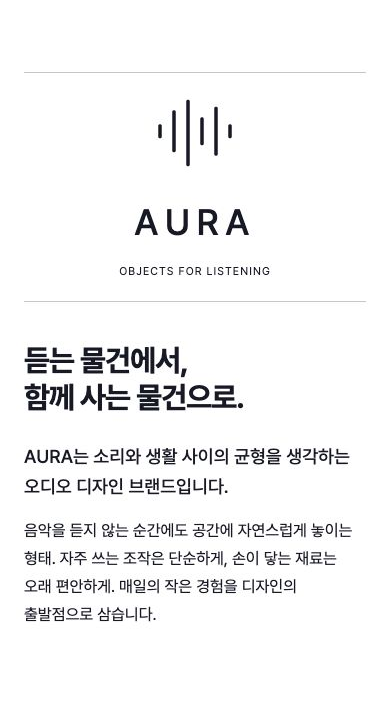 AURA
OBJECTS FOR LISTENING
듣는 물건에서,
함께 사는 물건으로.
AURA는 소리와 생활 사이의 균형을 생각하는
오디오 디자인 브랜드입니다.
음악을 듣지 않는 순간에도 공간에 자연스럽게 놓이는
형태. 자주 쓰는 조작은 단순하게, 손이 닿는 재료는
오래 편안하게. 매일의 작은 경험을 디자인의
출발점으로 삼습니다.